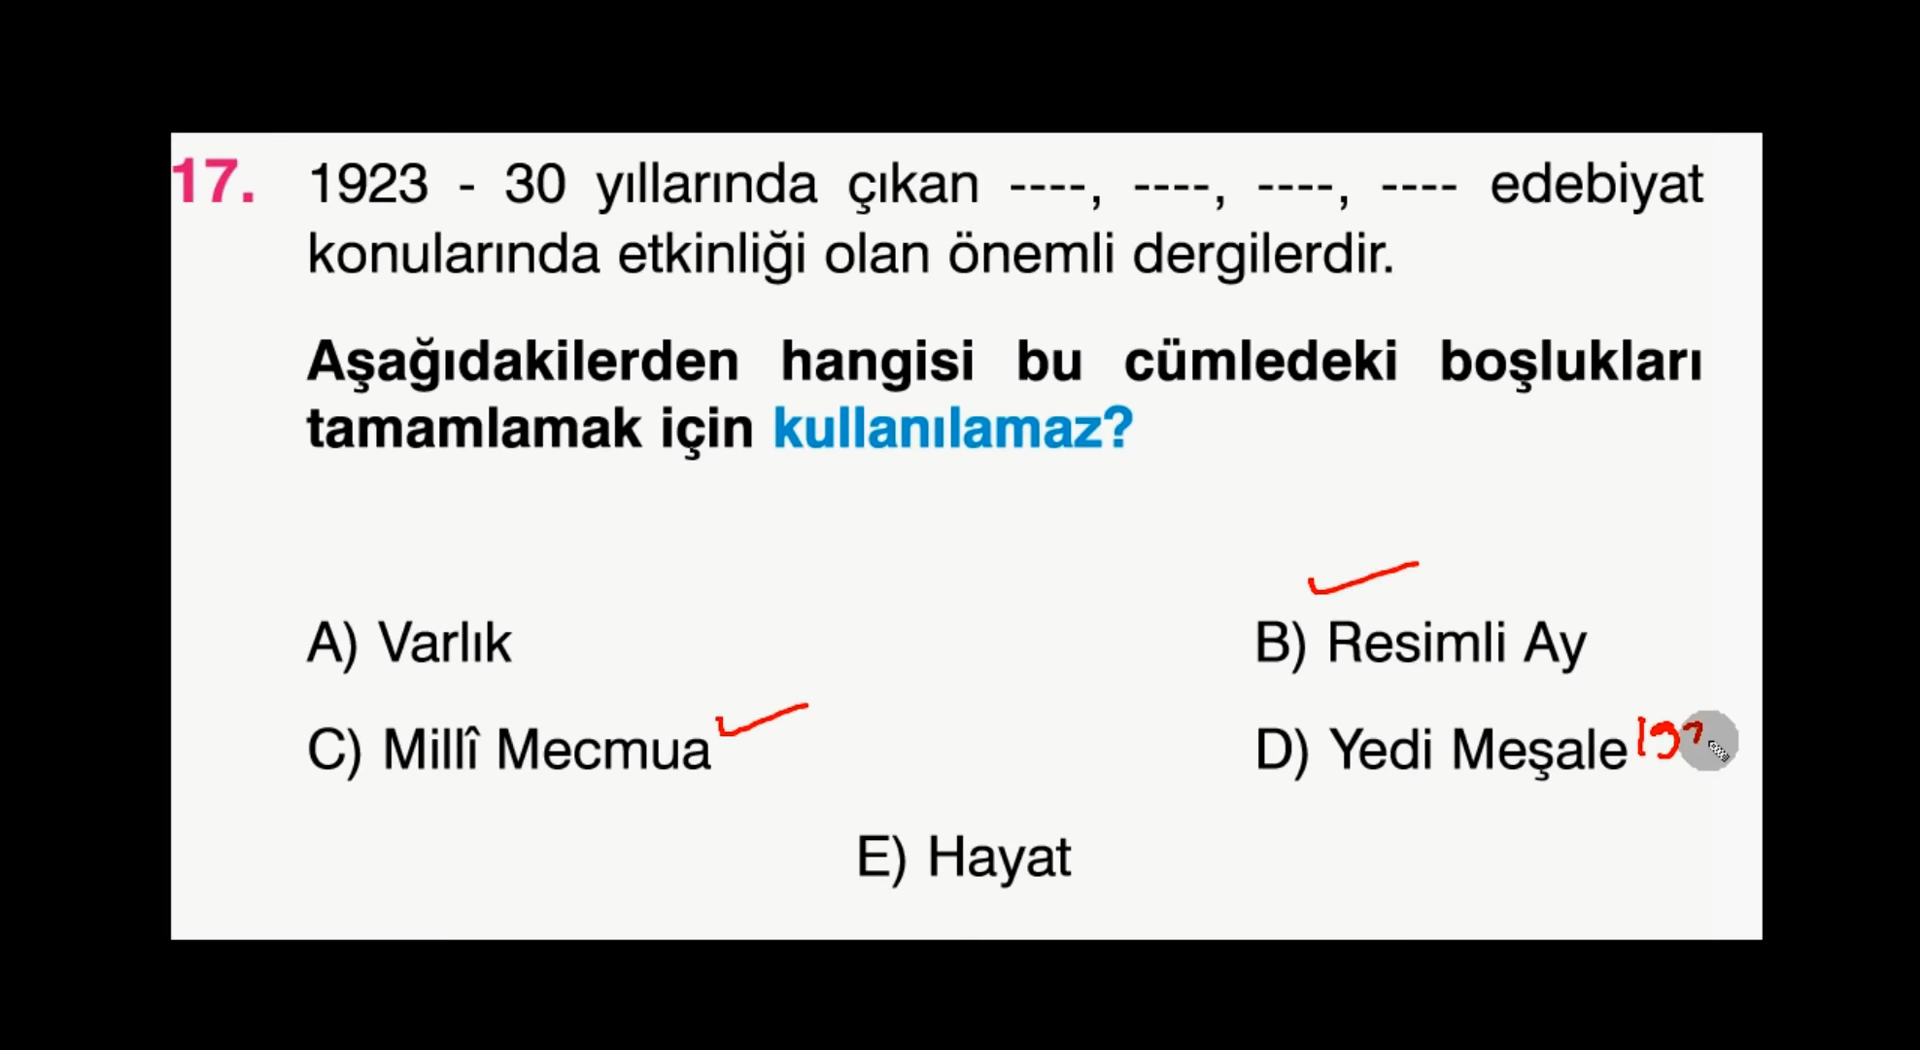 17. 1923 - 30 yıllarında çıkan ----, ----, ----, ---- edebiyat
konularında etkinliği olan önemli dergilerdir.
Aşağıdakilerden hangisi bu cümledeki boşlukları
tamamlamak için kullanılamaz?
A) Varlık
B) Resimli Ay
C) Millî Mecmua
D) Yedi Meşale
E) Hayat